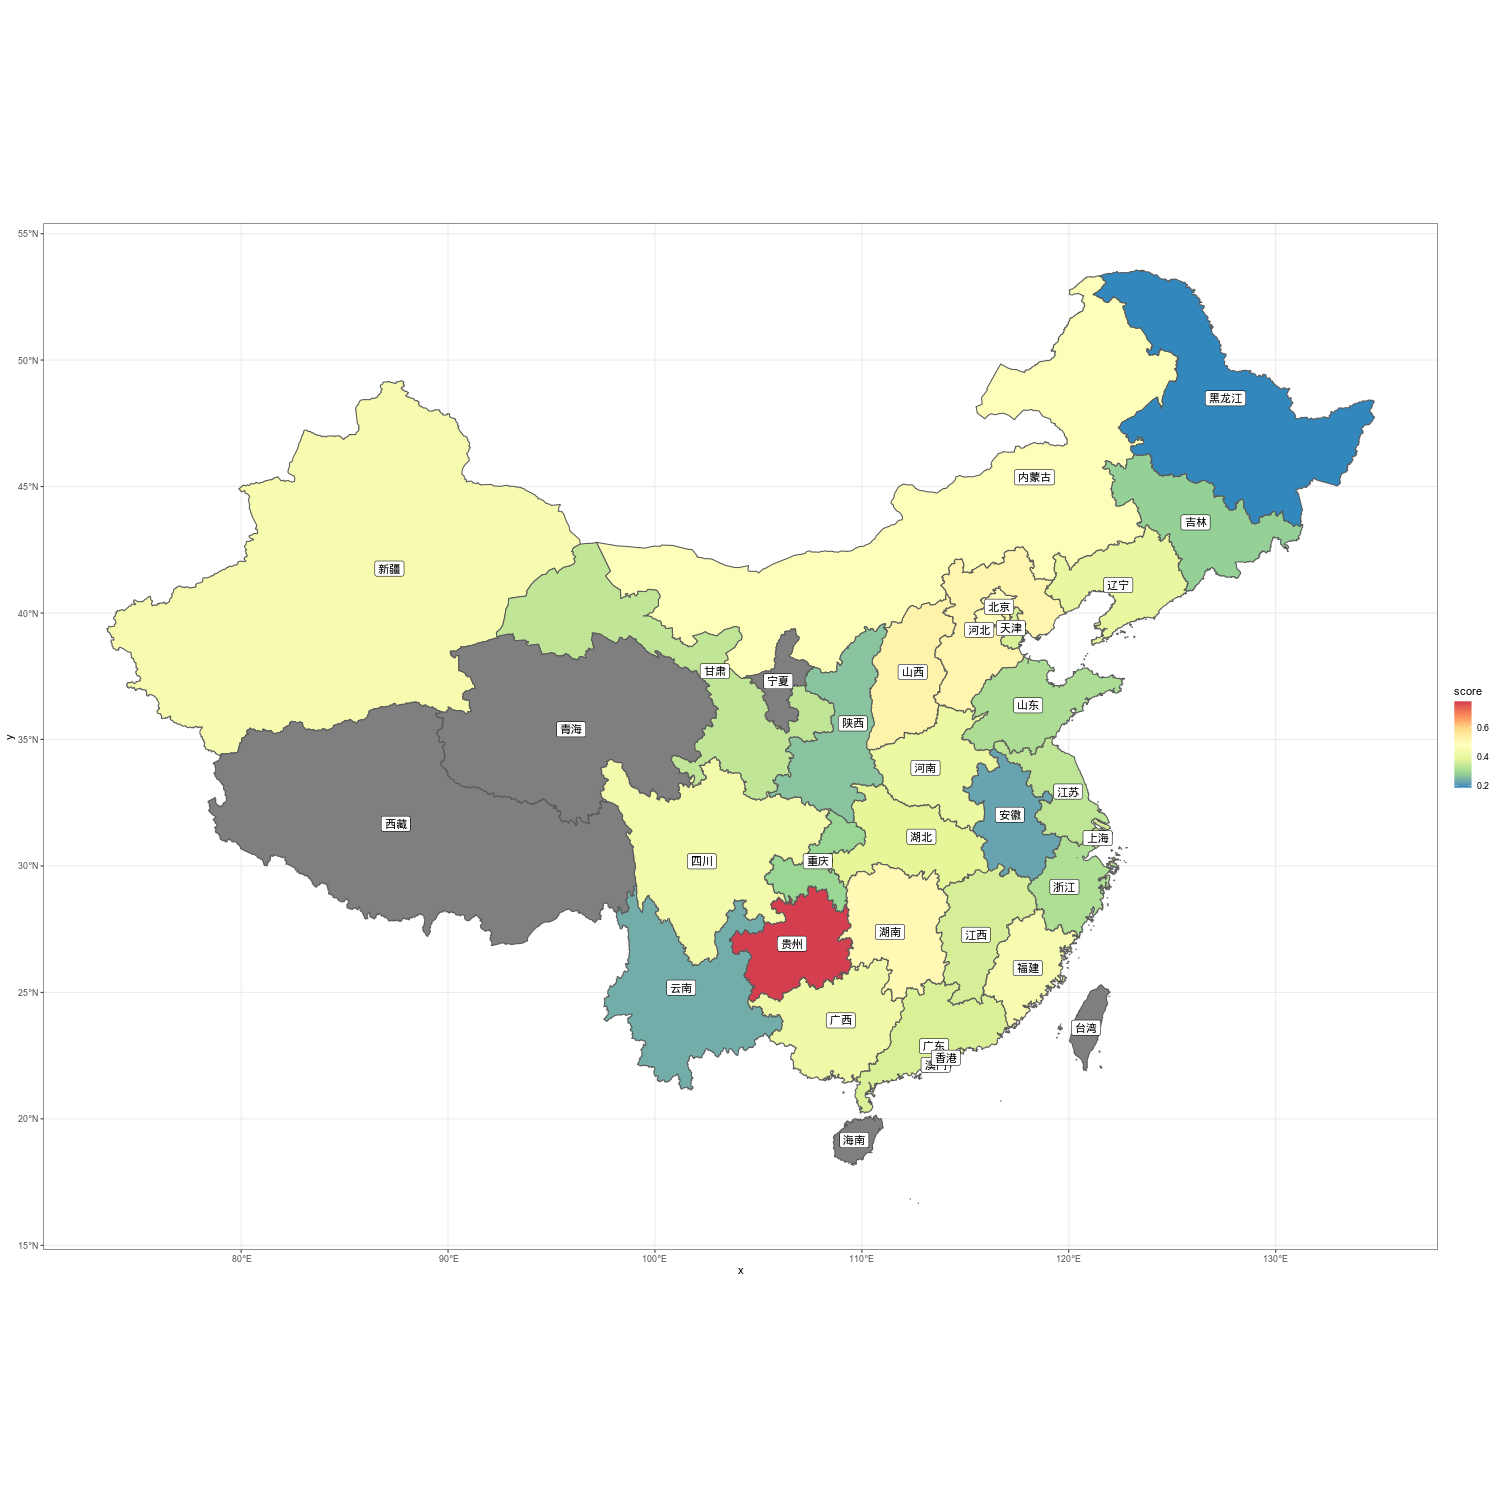 55°N
50°N
45°N
40°N
35°N
30°N
25°N
20°N
15°N
y
黑龙江
内蒙古
吉林
新疆
辽宁
北京
河北
天津
甘肃
山西
宁夏
山东
陕西
青海
河南
江苏
安徽
西藏
湖北
上海
四川
重庆
浙江
湖南
江西
贵州
福建
云南
广西
台湾
广东
香港
澳门
海南
80°E
90°E
100°E
110°E
120°E
130°E
x
score
0.6
0.4
0.2